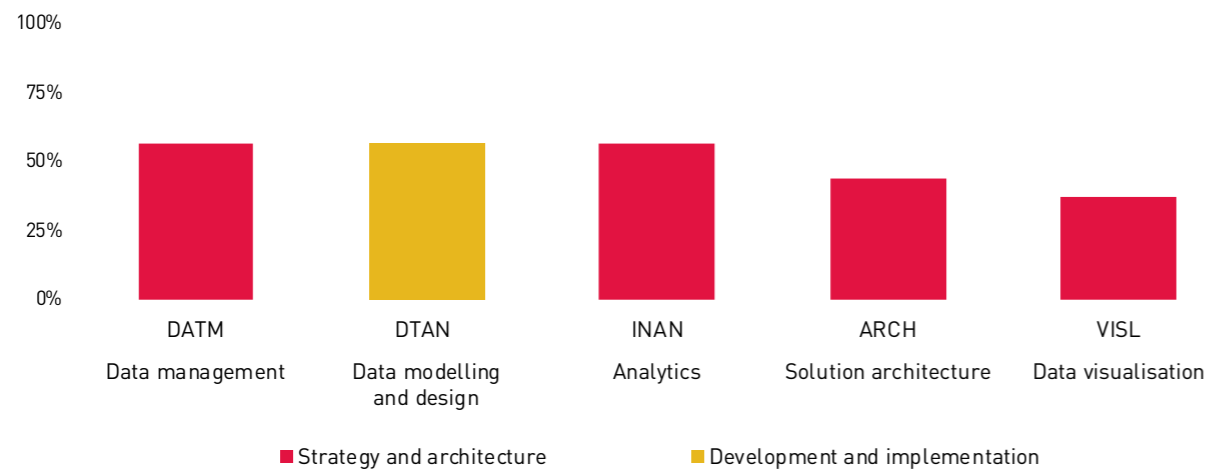 100%
75%
50%
25%
0%
DATM DTAN INAN ARCH VISL
Data management Data modelling Analytics Solution architecture Data visualisation
and design
Strategy and architecture Development and implementation